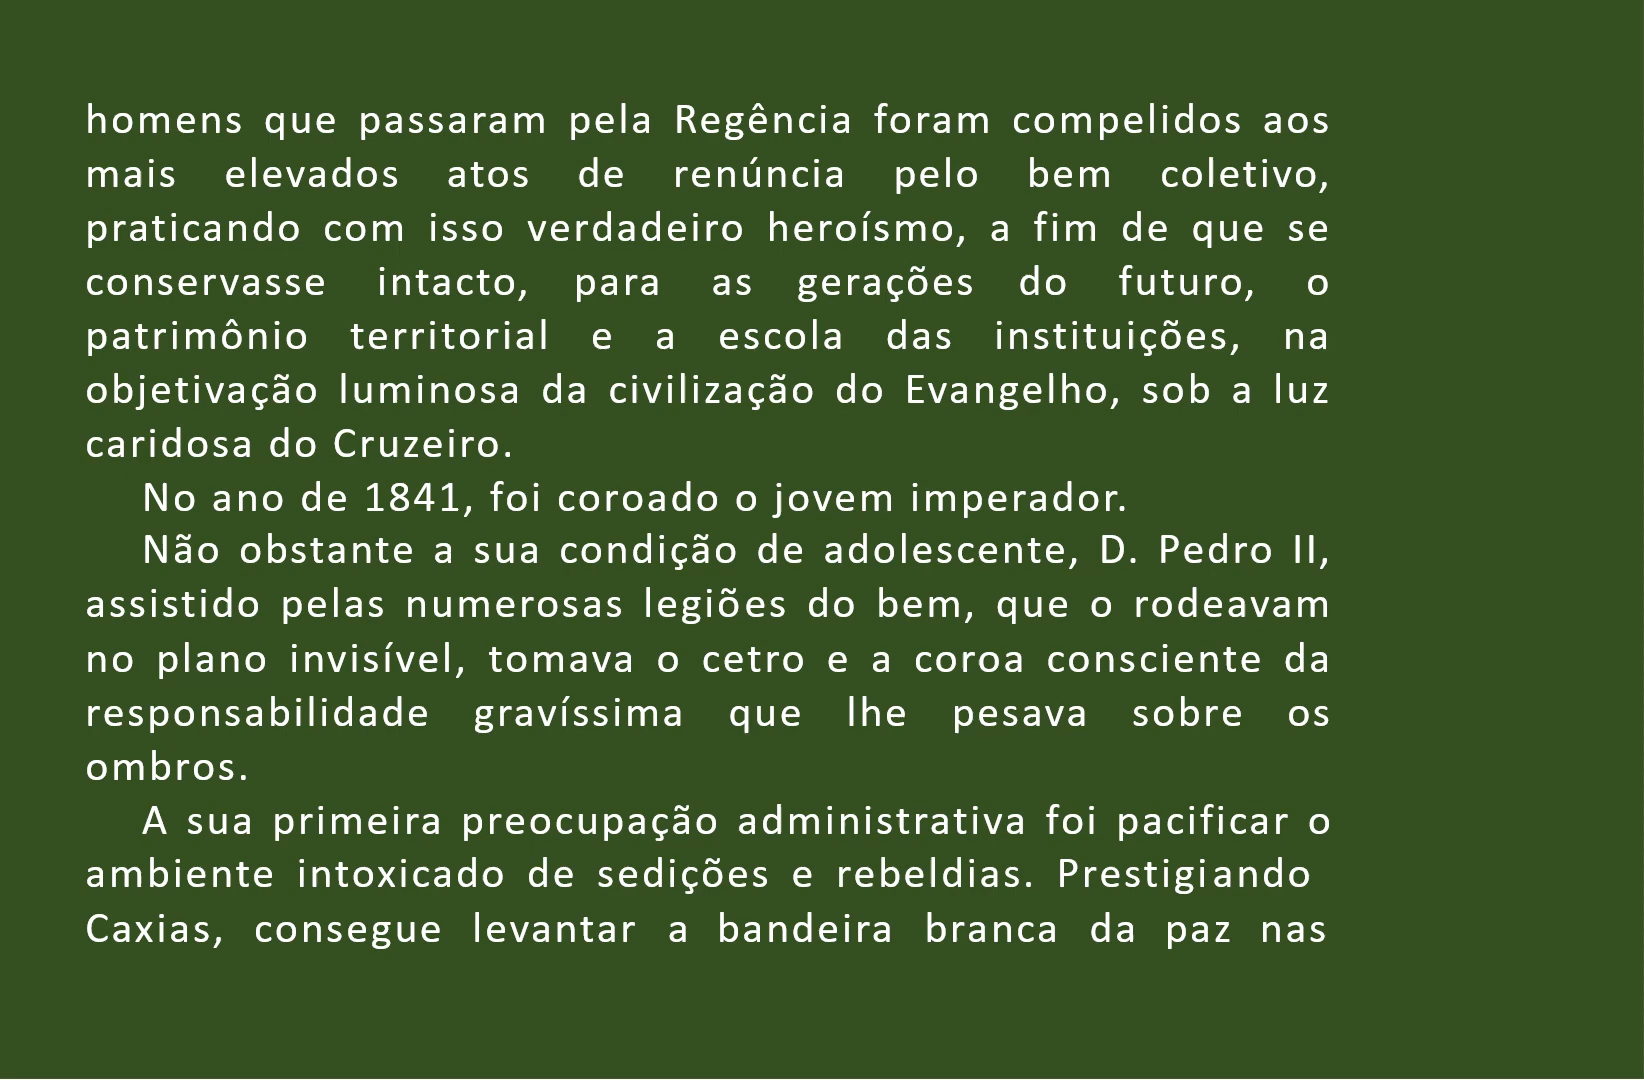 homens que passaram pela Regência foram compelidos aos
mais elevados atos de renúncia pelo bem coletivo,
praticando com isso verdadeiro heroísmo, a fim de que se
conservasse intacto, para as gerações do futuro, o
patrimônio territorial e a escola das instituições, na
objetivação luminosa da civilização do Evangelho, sob a luz
caridosa do Cruzeiro.
No ano de 1841, foi coroado o jovem imperador.
Não obstante a sua condição de adolescente, D. Pedro II,
assistido pelas numerosas legiões do bem, que o rodeavam
no plano invisível, tomava o cetro e a coroa consciente da
responsabilidade gravíssima que lhe pesava sobre os
ombros.
A sua primeira preocupação administrativa foi pacificar o
ambiente intoxicado de sedições e rebeldias. Prestigiando
Caxias, consegue levantar a bandeira branca da paz nas